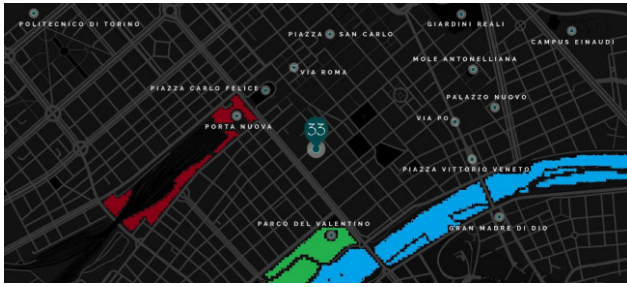 POLITECNICO DI TORINO
GIARDINI REALI
PIAZZA SAN CARLO
CAMPUS EINAUDI
MOLE ANTONELLIANA
VIA ROMA
PIAZZA CARLO FELICE
PALAZZO NUOVO
VIA PO
PORTA NUOVA
33
PIAZZA VITTORIO VENETO
PARCO DEL VALENTINO
GRAN MADRE DI DIO